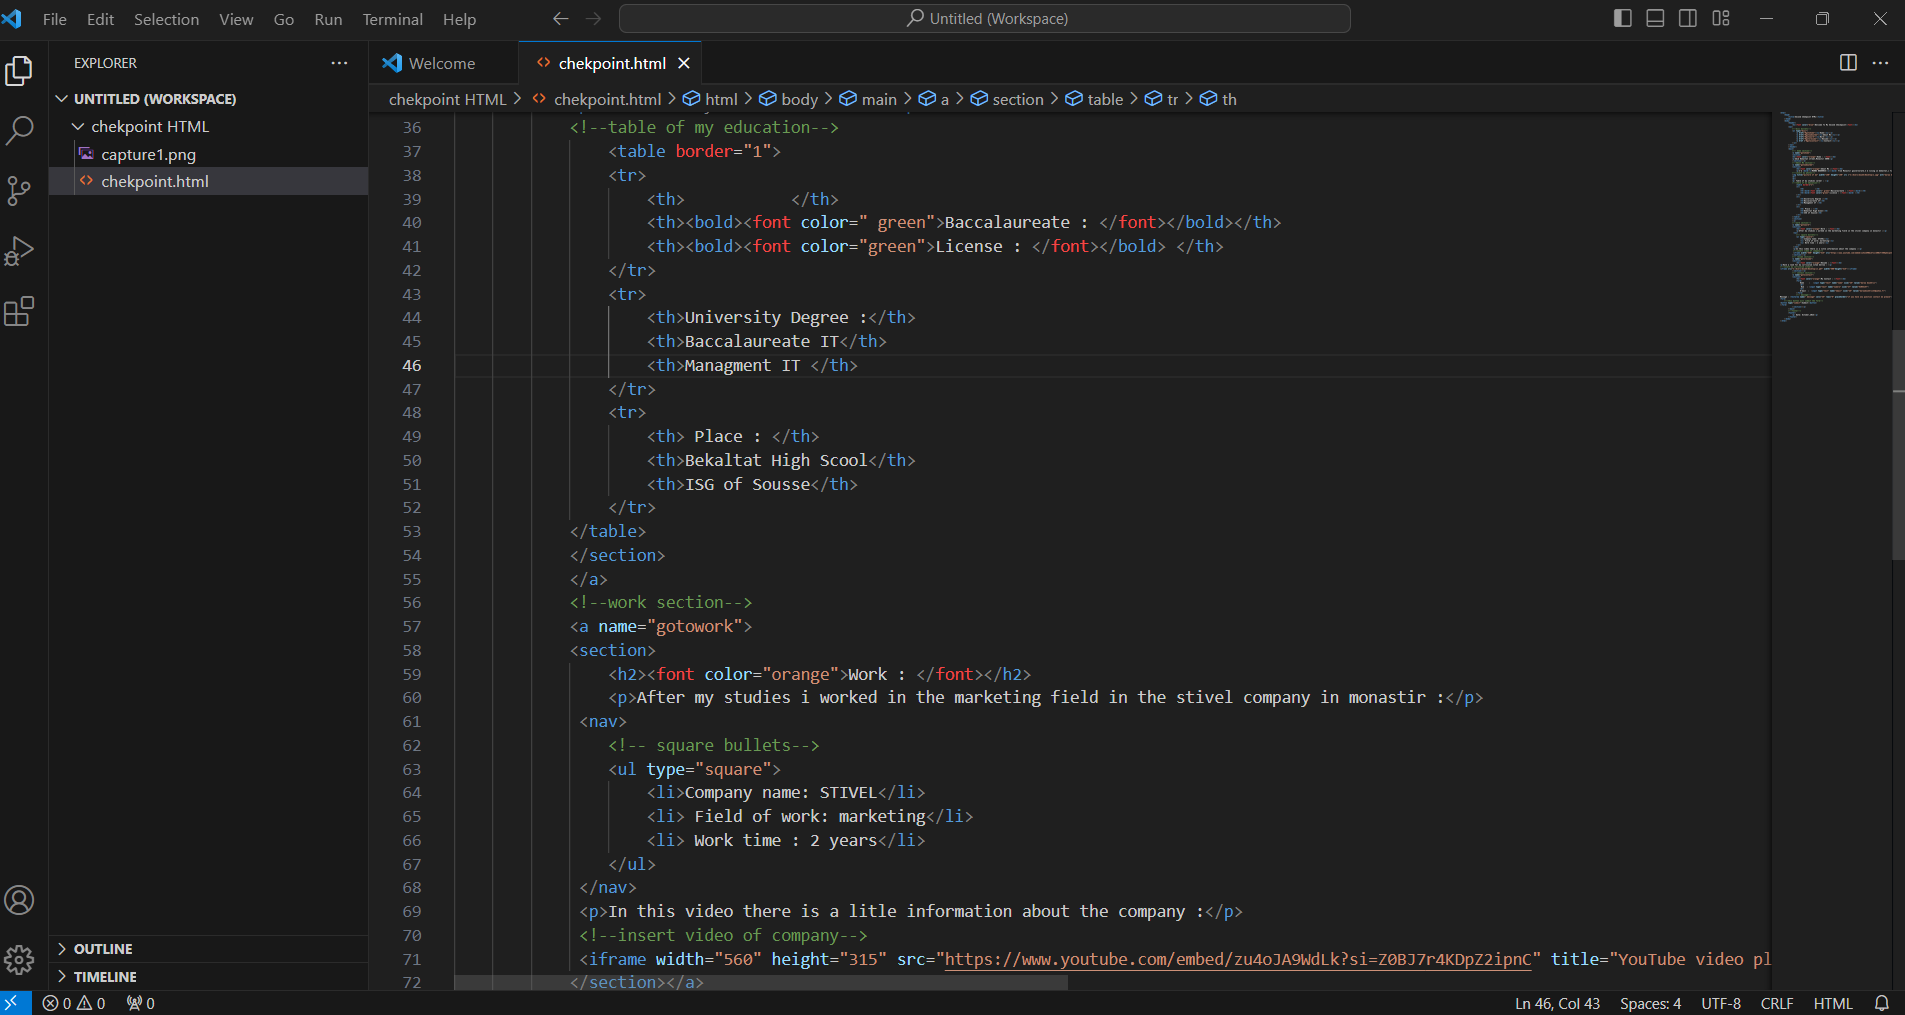 File Edit Selection View Go Run Terminal Help
Untitled (Workspace)
EXPLORER
UNTITLED (WORKSPACE)
chekpoint HTML
capture1.png
chekpoint.html
OUTLINE
TIMELINE
Welcome
chekpoint.html
chekpoint HTML > chekpoint.html > html > body > main > a > section > table > tr > th
36 <!--table of my education-->
37 <table border="1">
38 <tr>
39 <th> </th>
40 <th><bold><font color=" green">Baccalaureate : </font></bold></th>
41 <th><bold><font color="green">License : </font></bold> </th>
42 </tr>
43 <tr>
44 <th>University Degree :</th>
45 <th>Baccalaureate IT</th>
46 <th>Managment IT </th>
47 </tr>
48 <tr>
49 <th> Place : </th>
50 <th>Bekaltat High Scool</th>
51 <th>ISG of Sousse</th>
52 </tr>
53 </table>
54 </section>
55 </a>
56 <!--work section-->
57 <a name="gotowork">
58 <section>
59 <h2><font color="orange">Work : </font></h2>
60 <p>After my studies i worked in the marketing field in the stivel company in monastir :</p>
61 <nav>
62 <!-- square bullets-->
63 <ul type="square">
64 <li>Company name: STIVEL</li>
65 <li> Field of work: marketing</li>
66 <li> Work time : 2 years</li>
67 </ul>
68 </nav>
69 <p>In this video there is a litle information about the company :</p>
70 <!--insert video of company-->
71 <iframe width="560" height="315" src="https://www.youtube.com/embed/zu4oJA9WdLk?si=Z0BJ7r4KDpZ2ipnC" title="YouTube video pl
72 </section></a>
0 0 0
Ln 46, Col 43 Spaces: 4 UTF-8 CRLF HTML